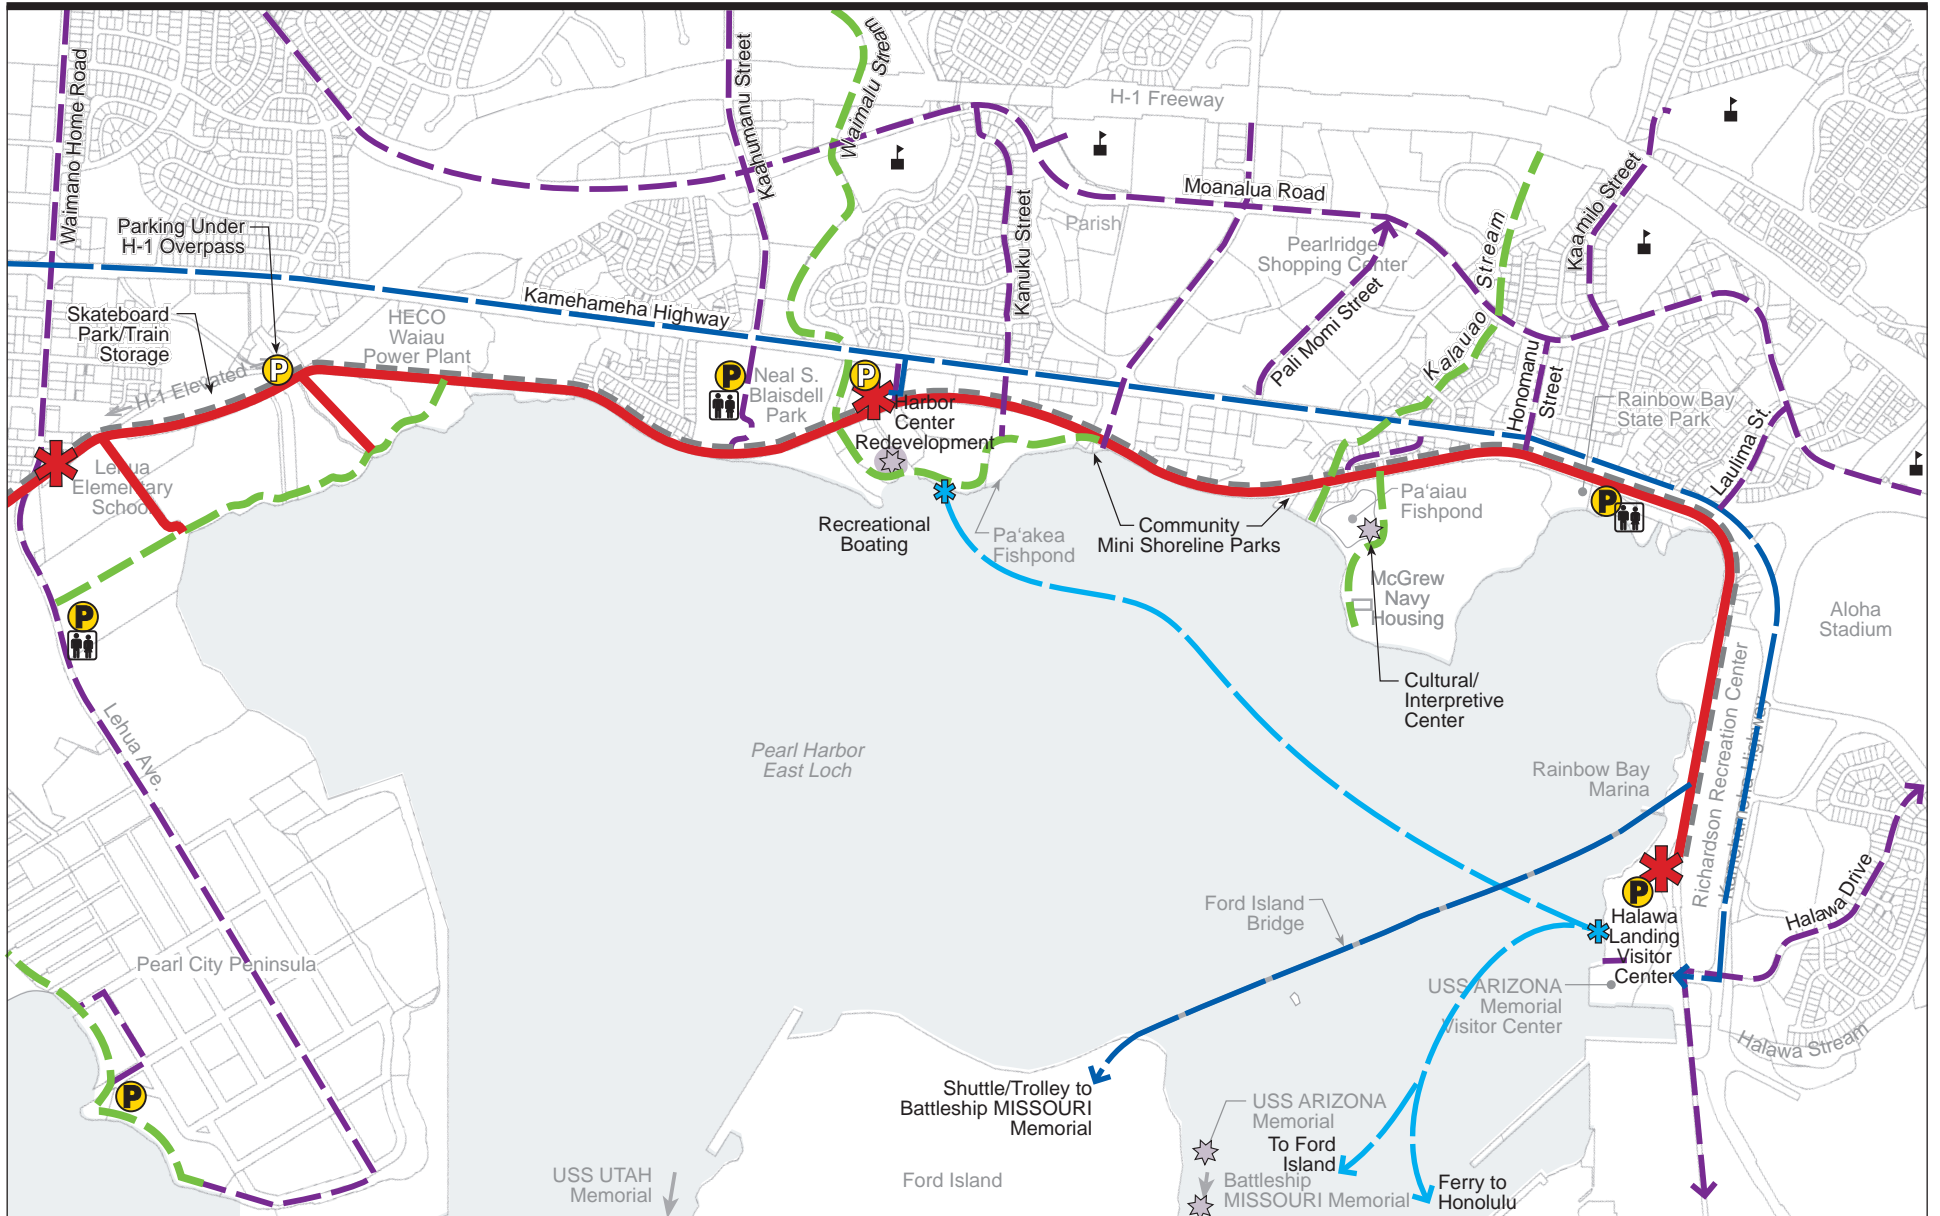 Waimano Home Road
Parking Under
H-1 Overpass
Skateboard
Park/Train
Storage
H-1 Elevated
HECO
Waiau
Power Plant
Lehua
Elementary
School
Kaahumanu Street
Waimalu Stream
Waimalu Stream
H-1 Freeway
Kamehameha Highway
Kanuku Street
Parish
Moanalua Road
Pearlridge
Shopping Center
Pali Momi Street
Kalauao Stream
Kaamilo Street
Honomanu
Street
Rainbow Bay
State Park
Laulima St.
P
P
P
P
P
P
P
Neal S.
Blaisdell
Park
Harbor
Center
Redevelopment
Recreational
Boating
Pa'akea
Fishpond
Community
Mini Shoreline Parks
Pa'aiau
Fishpond
McGrew
Navy
Housing
Cultural/
Interpretive
Center
Aloha
Stadium
Richardson Recreation Center
Kamehameha Highway
Rainbow Bay
Marina
Lehua Ave.
Pearl Harbor
East Loch
Pearl City Peninsula
Ford Island
Bridge
Halawa
Landing
Visitor
Center
Halawa Drive
USS ARIZONA
Memorial
Visitor Center
Halawa Stream
Shuttle/Trolley to
Battleship MISSOURI
Memorial
USS ARIZONA
Memorial
To Ford
Island
Battleship
MISSOURI Memorial
Ferry to
Honolulu
USS UTAH
Memorial
Ford Island